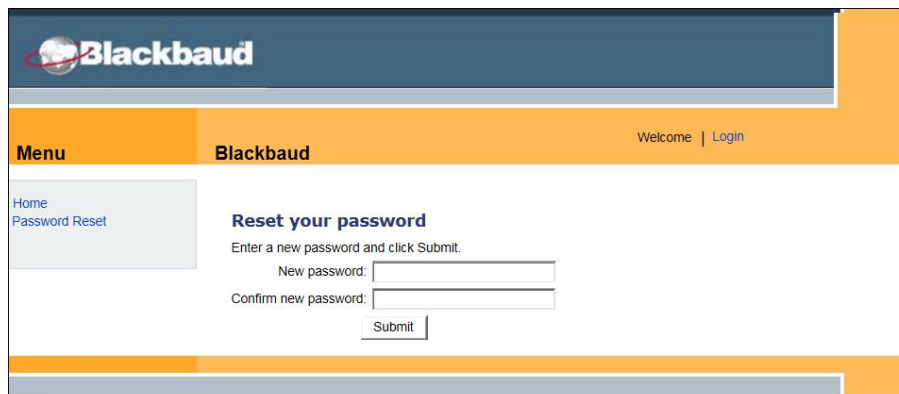 Blackbaud
Welcome | Login
Menu
Blackbaud
Home
Password Reset
Reset your password
Enter a new password and click Submit.
New password:
Confirm new password:
Submit